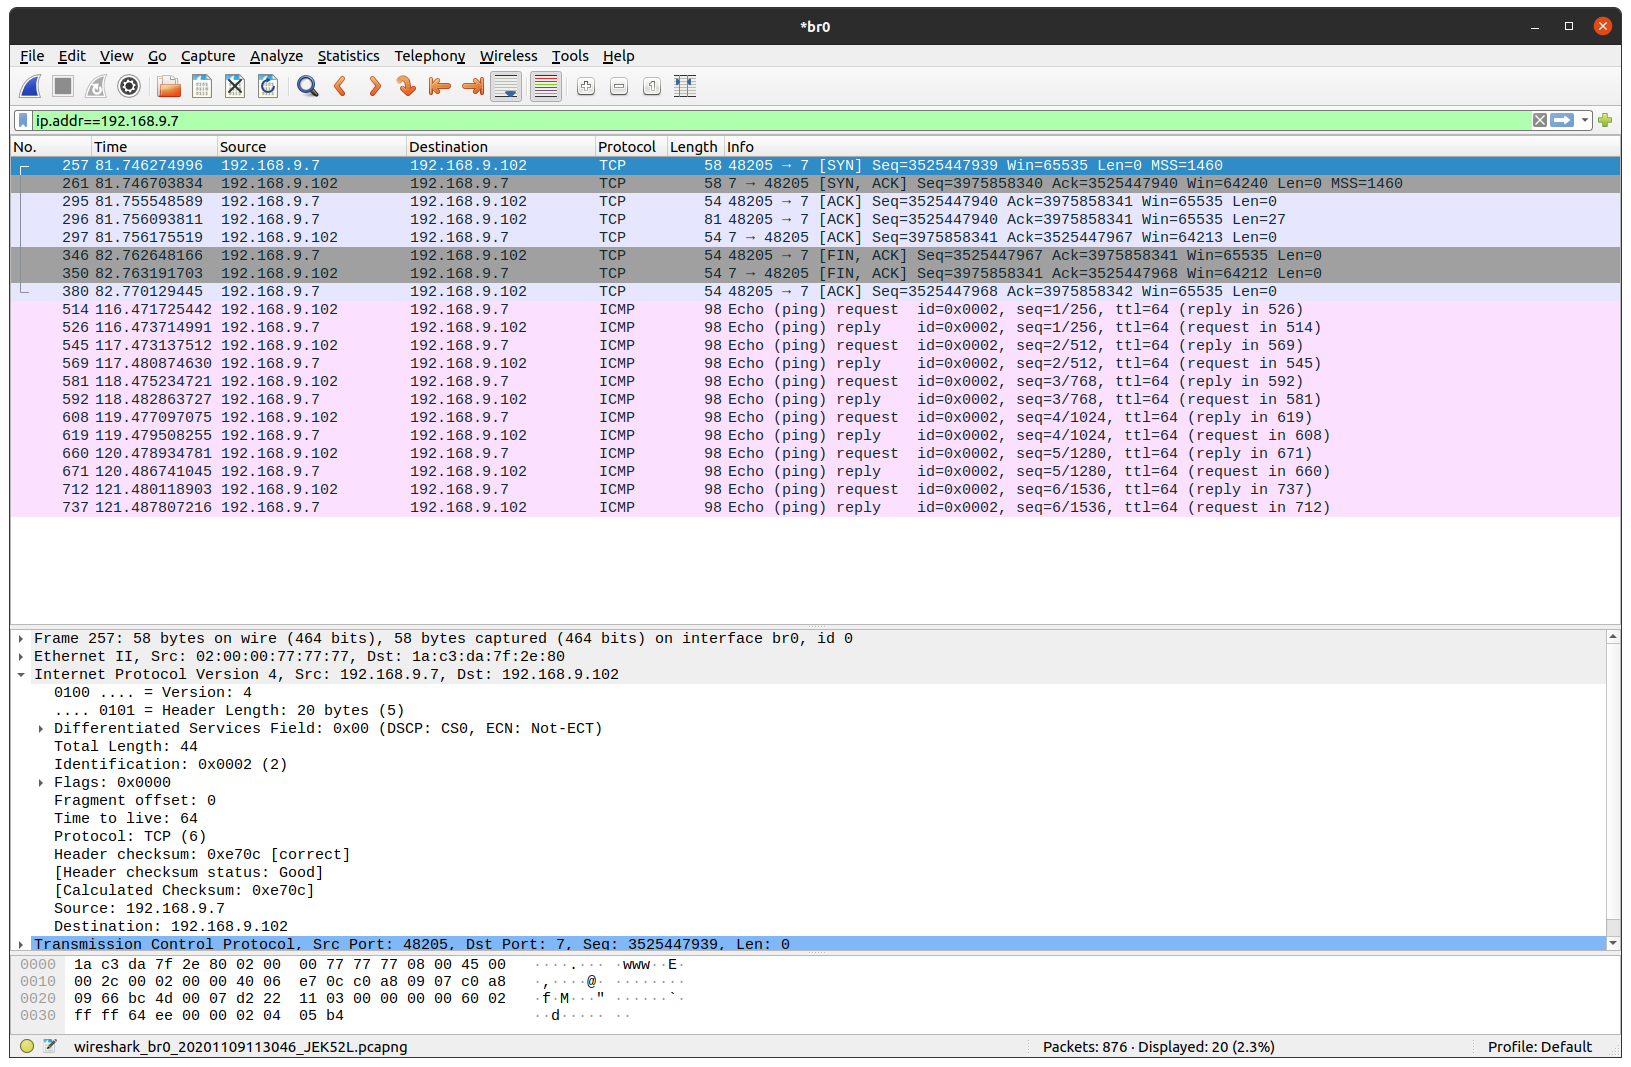 *br0
File Edit View Go Capture Analyze Statistics Telephony Wireless Tools Help
ip.addr==192.168.9.7
No. Time Source Destination Protocol Length Info
257 81.746274996 192.168.9.7 192.168.9.102 TCP 58 48205 → 7 [SYN] Seq=3525447939 Win=65535 Len=0 MSS=1460
261 81.746703834 192.168.9.102 192.168.9.7 TCP 58 7 → 48205 [SYN, ACK] Seq=3975858340 Ack=3525447940 Win=64240 Len=0 MSS=1460
295 81.755548589 192.168.9.7 192.168.9.102 TCP 54 48205 → 7 [ACK] Seq=3525447940 Ack=3975858341 Win=65535 Len=0
296 81.756093811 192.168.9.7 192.168.9.102 TCP 81 48205 → 7 [ACK] Seq=3525447940 Ack=3975858341 Win=65535 Len=27
297 81.756175519 192.168.9.102 192.168.9.7 TCP 54 7 → 48205 [ACK] Seq=3975858341 Ack=3525447967 Win=64213 Len=0
346 82.762648166 192.168.9.7 192.168.9.102 TCP 54 48205 → 7 [FIN, ACK] Seq=3525447967 Ack=3975858341 Win=65535 Len=0
350 82.763191703 192.168.9.102 192.168.9.7 TCP 54 7 → 48205 [FIN, ACK] Seq=3975858341 Ack=3525447968 Win=64212 Len=0
380 82.770129445 192.168.9.7 192.168.9.102 TCP 54 48205 → 7 [ACK] Seq=3525447968 Ack=3975858342 Win=65535 Len=0
514 116.471725442 192.168.9.102 192.168.9.7 ICMP 98 Echo (ping) request id=0x0002, seq=1/256, ttl=64 (reply in 526)
526 116.473714991 192.168.9.7 192.168.9.102 ICMP 98 Echo (ping) reply id=0x0002, seq=1/256, ttl=64 (request in 514)
545 117.473137512 192.168.9.102 192.168.9.7 ICMP 98 Echo (ping) request id=0x0002, seq=2/512, ttl=64 (reply in 569)
569 117.480874630 192.168.9.7 192.168.9.102 ICMP 98 Echo (ping) reply id=0x0002, seq=2/512, ttl=64 (request in 545)
581 118.475234721 192.168.9.102 192.168.9.7 ICMP 98 Echo (ping) request id=0x0002, seq=3/768, ttl=64 (reply in 592)
592 118.482863727 192.168.9.7 192.168.9.102 ICMP 98 Echo (ping) reply id=0x0002, seq=3/768, ttl=64 (request in 581)
608 119.477097075 192.168.9.102 192.168.9.7 ICMP 98 Echo (ping) request id=0x0002, seq=4/1024, ttl=64 (reply in 619)
619 119.479508255 192.168.9.7 192.168.9.102 ICMP 98 Echo (ping) reply id=0x0002, seq=4/1024, ttl=64 (request in 608)
660 120.478934781 192.168.9.102 192.168.9.7 ICMP 98 Echo (ping) request id=0x0002, seq=5/1280, ttl=64 (reply in 671)
671 120.486741045 192.168.9.7 192.168.9.102 ICMP 98 Echo (ping) reply id=0x0002, seq=5/1280, ttl=64 (request in 660)
712 121.480118903 192.168.9.102 192.168.9.7 ICMP 98 Echo (ping) request id=0x0002, seq=6/1536, ttl=64 (reply in 737)
737 121.487807216 192.168.9.7 192.168.9.102 ICMP 98 Echo (ping) reply id=0x0002, seq=6/1536, ttl=64 (request in 712)
Frame 257: 58 bytes on wire (464 bits), 58 bytes captured (464 bits) on interface br0, id 0
Ethernet II, Src: 02:00:00:77:77:77, Dst: 1a:c3:da:7f:2e:80
Internet Protocol Version 4, Src: 192.168.9.7, Dst: 192.168.9.102
0100 .... = Version: 4
.... 0101 = Header Length: 20 bytes (5)
Differentiated Services Field: 0x00 (DSCP: CS0, ECN: Not-ECT)
Total Length: 44
Identification: 0x0002 (2)
Flags: 0x0000
Fragment offset: 0
Time to live: 64
Protocol: TCP (6)
Header checksum: 0xe70c [correct]
[Header checksum status: Good]
[Calculated Checksum: 0xe70c]
Source: 192.168.9.7
Destination: 192.168.9.102
Transmission Control Protocol, Src Port: 48205, Dst Port: 7, Seq: 3525447939, Len: 0
0000 1a c3 da 7f 2e 80 02 00 00 77 77 77 08 00 45 00 ····.··· ·www··E·
0010 00 2c 00 02 00 00 40 06 e7 0c c0 a8 09 07 c0 a8 ·,····@· ········
0020 09 66 bc 4d 00 07 d2 22 11 03 00 00 00 00 60 02 ·f·M···" ······`·
0030 ff ff 64 ee 00 00 02 04 05 b4 ··d····· ··
wireshark_br0_20201109113046_JEK52L.pcapng
Packets: 876 · Displayed: 20 (2.3%)
Profile: Default